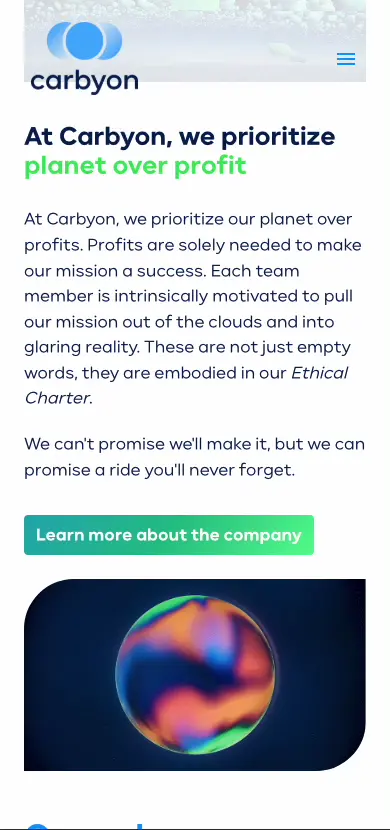 carbyon
At Carbyon, we prioritize
planet over profit
At Carbyon, we prioritize our planet over
profits. Profits are solely needed to make
our mission a success. Each team
member is intrinsically motivated to pull
our mission out of the clouds and into
glaring reality. These are not just empty
words, they are embodied in our Ethical
Charter.
We can't promise we'll make it, but we can
promise a ride you'll never forget.
Learn more about the company